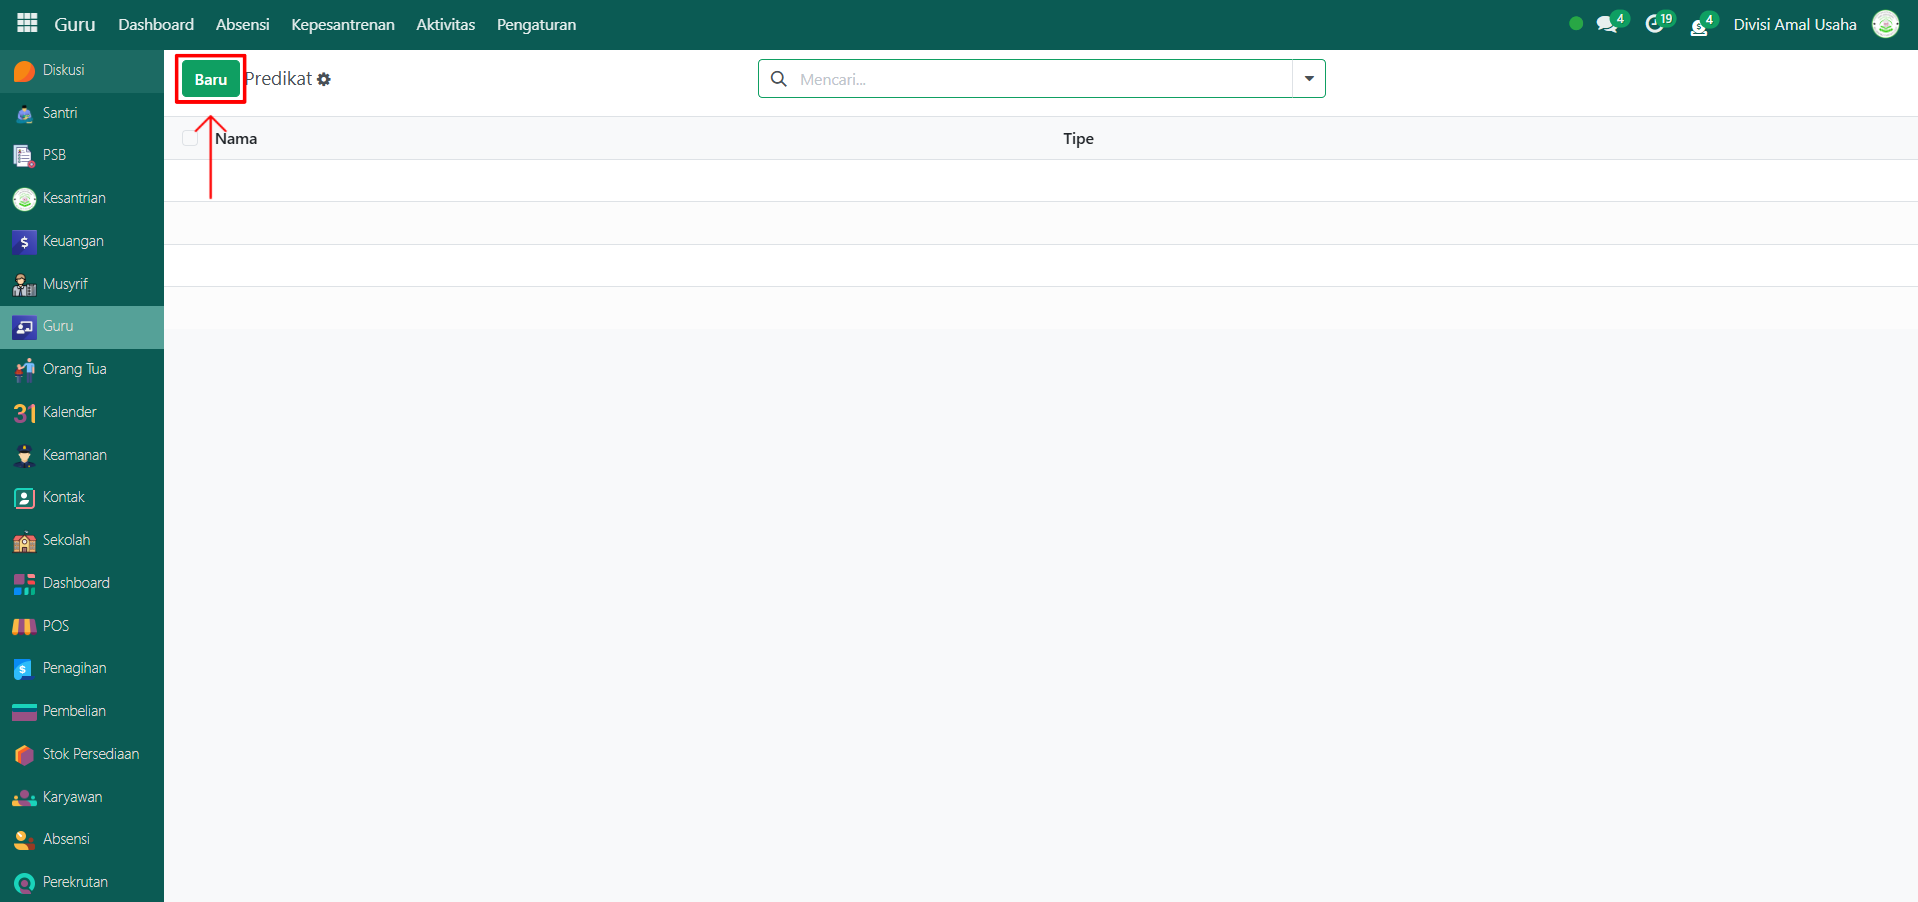 Guru Dashboard Absensi Kepesantrenan Aktivitas Pengaturan 4 19 4 Divisi Amal Usaha
Diskusi
Santri
PSB
Kesantrian
Keuangan
Musyrif
Guru
Orang Tua
31 Kalender
Keamanan
Kontak
Sekolah
Dashboard
POS
Penagihan
Pembelian
Stok Persediaan
Karyawan
Absensi
Perekrutan
Baru Predikat Mencari...
Nama Tipe